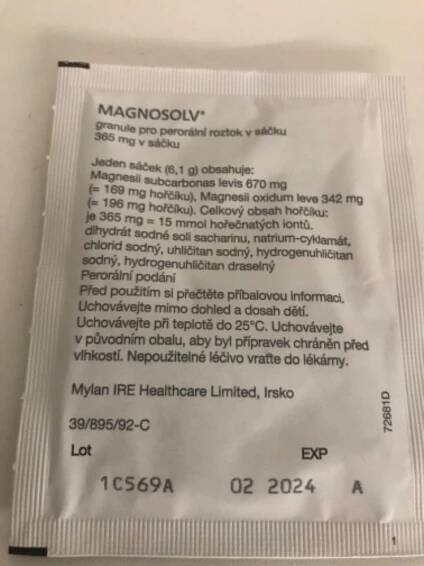 MAGNOSOLV®
granule pro perorální roztok v sáčku
365 mg v sáčku
Jeden sáček (6,1 g) obsahuje:
Magnesii subcarbonas levis 670 mg
(= 169 mg hořčíku), Magnesii oxidum leve 342 mg
(= 196 mg hořčíku). Celkový obsah hořčíku:
je 365 mg = 15 mmol hořečnatých iontů.
dihydrát sodné soli sacharinu, natrium-cyklamát,
chlorid sodný, uhličitan sodný, hydrogenuhličitan
sodný, hydrogenuhličitan draselný
Perorální podání
Před použitím si přečtěte příbalovou informaci.
Uchovávejte mimo dohled a dosah dětí.
Uchovávejte při teplotě do 25°C. Uchovávejte
v původním obalu, aby byl přípravek chráněn před
vlhkostí. Nepoužitelné léčivo vraťte do lékárny.
Mylan IRE Healthcare Limited, Irsko
39/895/92-C
72681D
Lot EXP
1C569A 02 2024 A
1